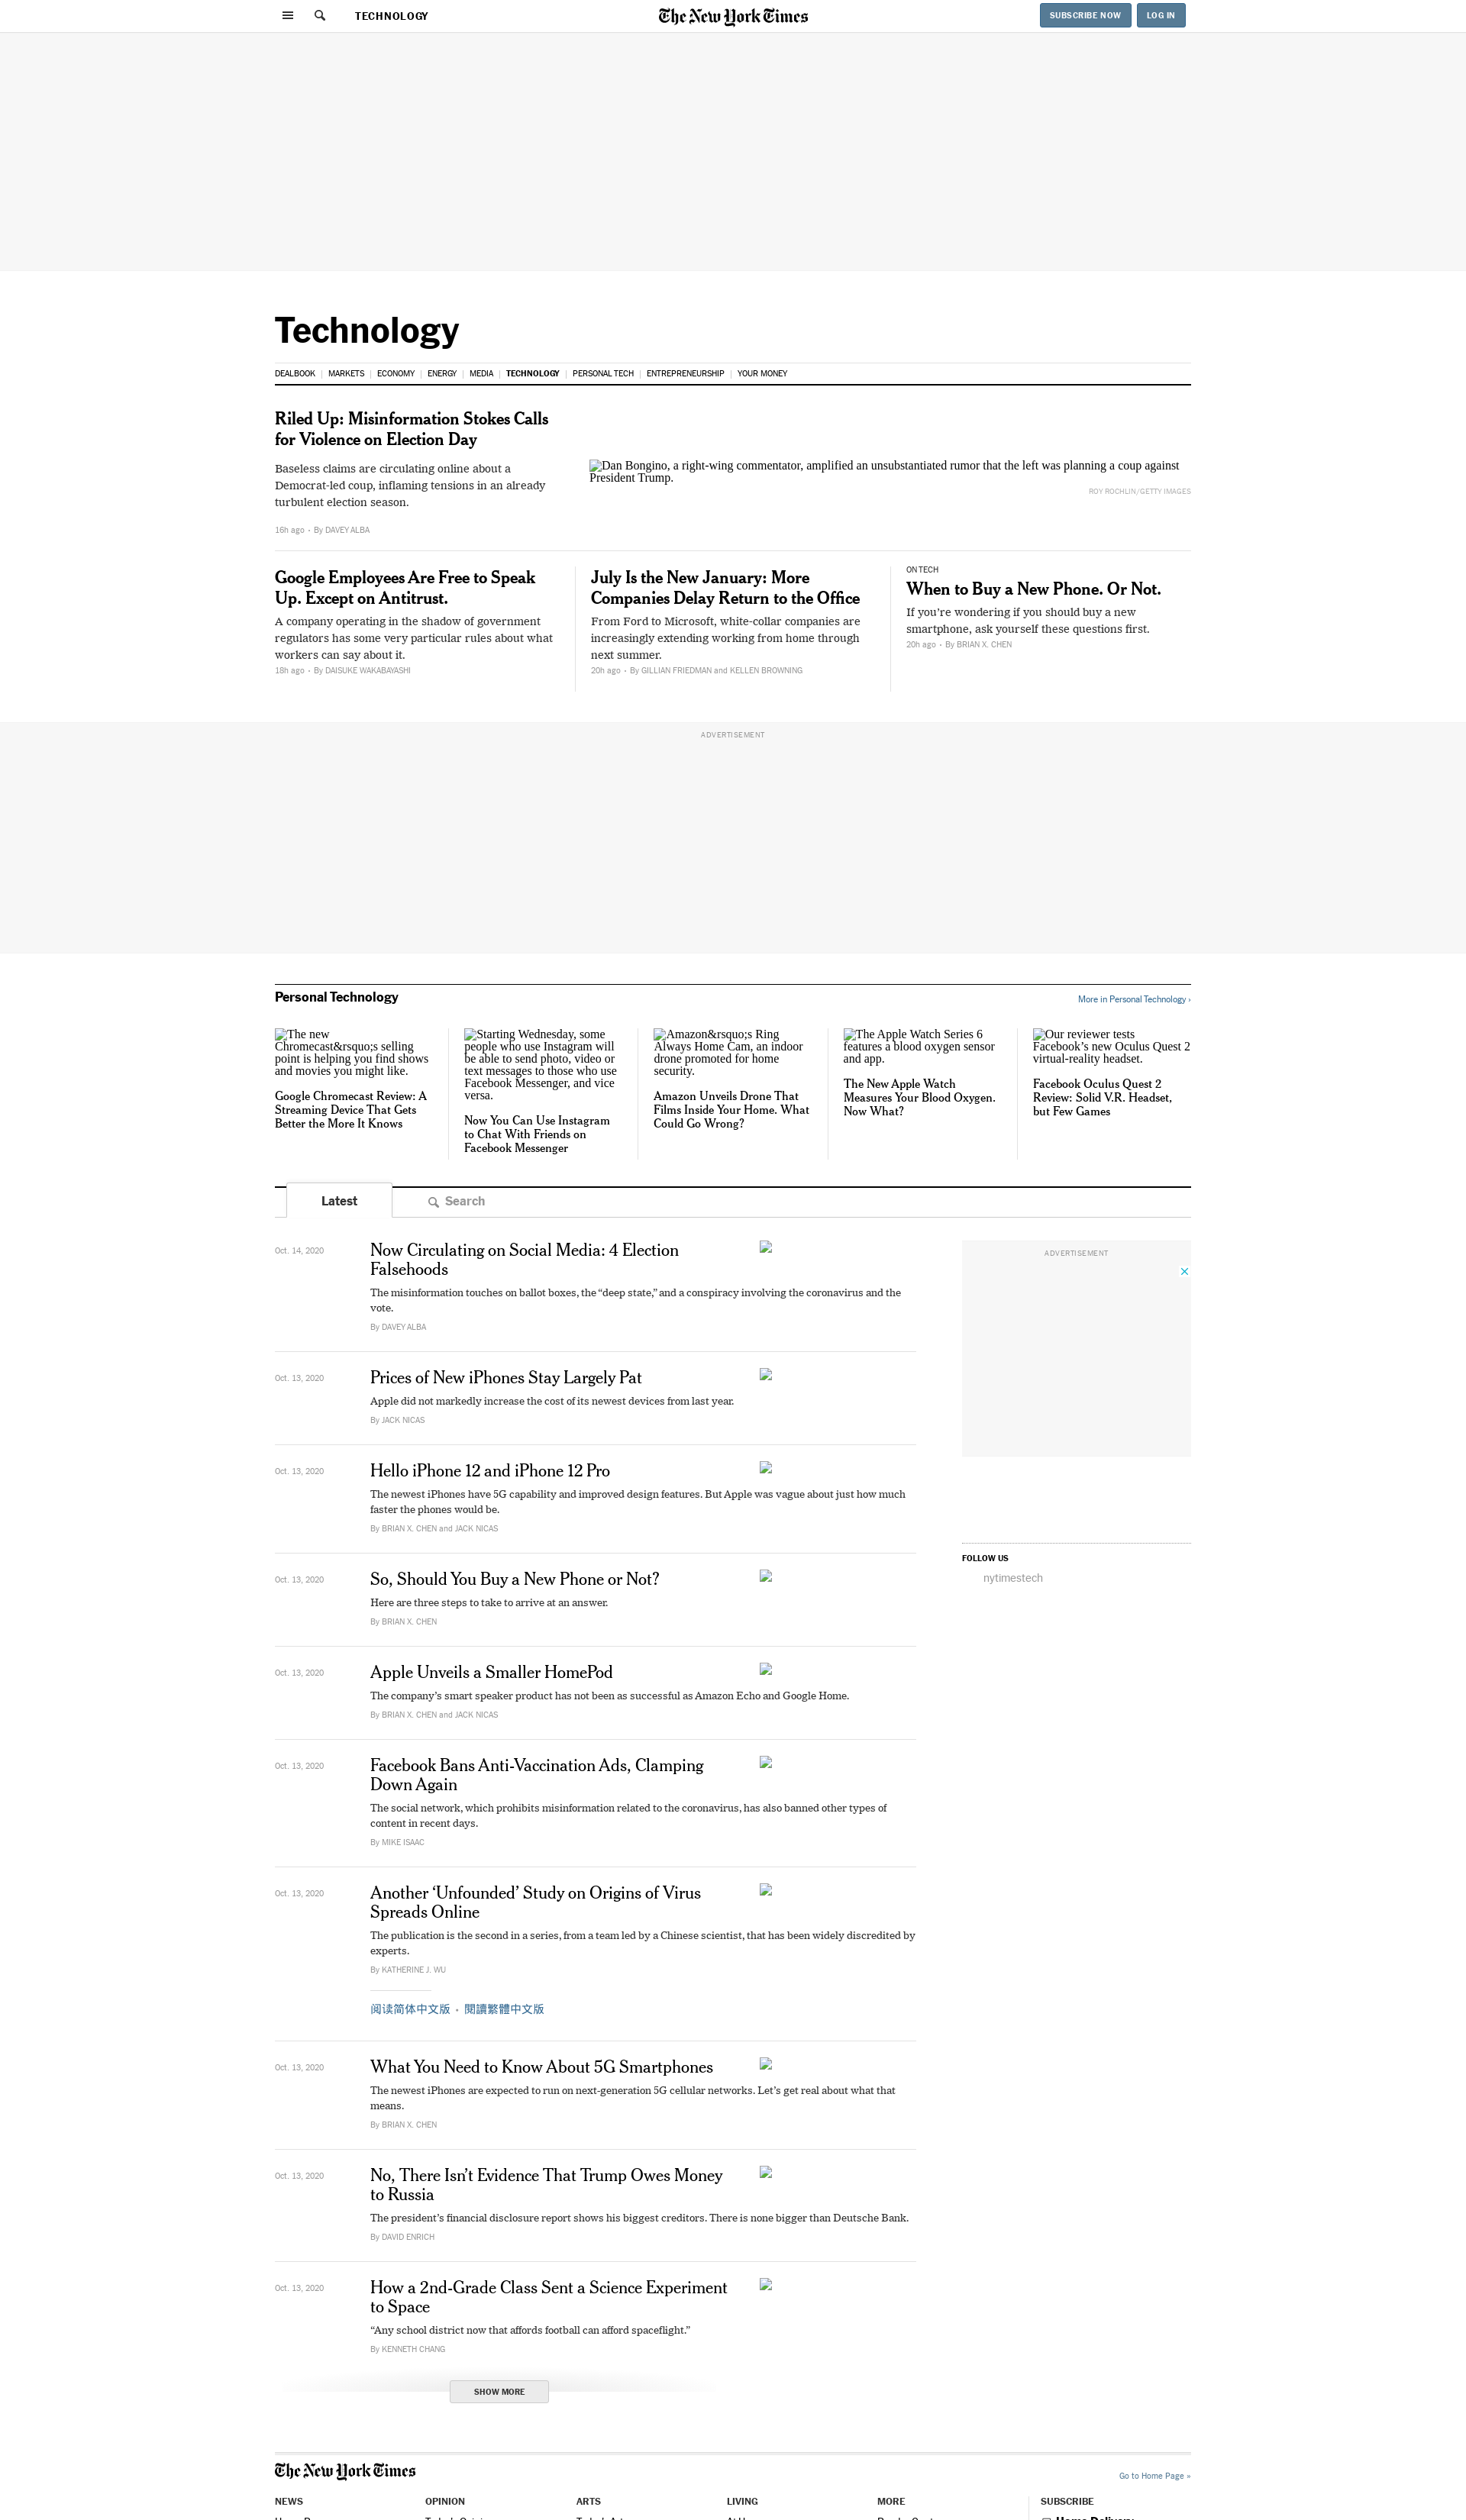 TECHNOLOGY
The New York Times
SUBSCRIBE NOW
LOG IN
Technology
DEALBOOK
MARKETS
ECONOMY
ENERGY
MEDIA
TECHNOLOGY
PERSONAL TECH
ENTREPRENEURSHIP
YOUR MONEY
Riled Up: Misinformation Stokes Calls
for Violence on Election Day
Baseless claims are circulating online about a
Democrat-led coup, inflaming tensions in an already
turbulent election season.
16h ago • By DAVEY ALBA
Dan Bongino, a right-wing commentator, amplified an unsubstantiated rumor that the left was planning a coup against
President Trump.
ROY ROCHLIN/GETTY IMAGES
Google Employees Are Free to Speak
Up. Except on Antitrust.
A company operating in the shadow of government
regulators has some very particular rules about what
workers can say about it.
18h ago • By DAISUKE WAKABAYASHI
July Is the New January: More
Companies Delay Return to the Office
From Ford to Microsoft, white-collar companies are
increasingly extending working from home through
next summer.
20h ago • By GILLIAN FRIEDMAN and KELLEN BROWNING
ON TECH
When to Buy a New Phone. Or Not.
If you’re wondering if you should buy a new
smartphone, ask yourself these questions first.
20h ago • By BRIAN X. CHEN
ADVERTISEMENT
Personal Technology
More in Personal Technology ›
The new
Chromecast&rsquo;s selling
point is helping you find shows
and movies you might like.
Google Chromecast Review: A
Streaming Device That Gets
Better the More It Knows
Starting Wednesday, some
people who use Instagram will
be able to send photo, video or
text messages to those who use
Facebook Messenger, and vice
versa.
Now You Can Use Instagram
to Chat With Friends on
Facebook Messenger
Amazon&rsquo;s Ring
Always Home Cam, an indoor
drone promoted for home
security.
Amazon Unveils Drone That
Films Inside Your Home. What
Could Go Wrong?
The Apple Watch Series 6
features a blood oxygen sensor
and app.
The New Apple Watch
Measures Your Blood Oxygen.
Now What?
Our reviewer tests
Facebook’s new Oculus Quest 2
virtual-reality headset.
Facebook Oculus Quest 2
Review: Solid V.R. Headset,
but Few Games
Latest
Search
Oct. 14, 2020
Now Circulating on Social Media: 4 Election
Falsehoods
The misinformation touches on ballot boxes, the “deep state,” and a conspiracy involving the coronavirus and the
vote.
By DAVEY ALBA
ADVERTISEMENT
Oct. 13, 2020
Prices of New iPhones Stay Largely Pat
Apple did not markedly increase the cost of its newest devices from last year.
By JACK NICAS
Oct. 13, 2020
Hello iPhone 12 and iPhone 12 Pro
The newest iPhones have 5G capability and improved design features. But Apple was vague about just how much
faster the phones would be.
By BRIAN X. CHEN and JACK NICAS
FOLLOW US
nytimestech
Oct. 13, 2020
So, Should You Buy a New Phone or Not?
Here are three steps to take to arrive at an answer.
By BRIAN X. CHEN
Oct. 13, 2020
Apple Unveils a Smaller HomePod
The company’s smart speaker product has not been as successful as Amazon Echo and Google Home.
By BRIAN X. CHEN and JACK NICAS
Oct. 13, 2020
Facebook Bans Anti-Vaccination Ads, Clamping
Down Again
The social network, which prohibits misinformation related to the coronavirus, has also banned other types of
content in recent days.
By MIKE ISAAC
Oct. 13, 2020
Another ‘Unfounded’ Study on Origins of Virus
Spreads Online
The publication is the second in a series, from a team led by a Chinese scientist, that has been widely discredited by
experts.
By KATHERINE J. WU
阅读简体中文版 • 閱讀繁體中文版
Oct. 13, 2020
What You Need to Know About 5G Smartphones
The newest iPhones are expected to run on next-generation 5G cellular networks. Let’s get real about what that
means.
By BRIAN X. CHEN
Oct. 13, 2020
No, There Isn’t Evidence That Trump Owes Money
to Russia
The president’s financial disclosure report shows his biggest creditors. There is none bigger than Deutsche Bank.
By DAVID ENRICH
Oct. 13, 2020
How a 2nd-Grade Class Sent a Science Experiment
to Space
“Any school district now that affords football can afford spaceflight.”
By KENNETH CHANG
SHOW MORE
The New York Times
Go to Home Page »
NEWS
OPINION
ARTS
LIVING
MORE
SUBSCRIBE